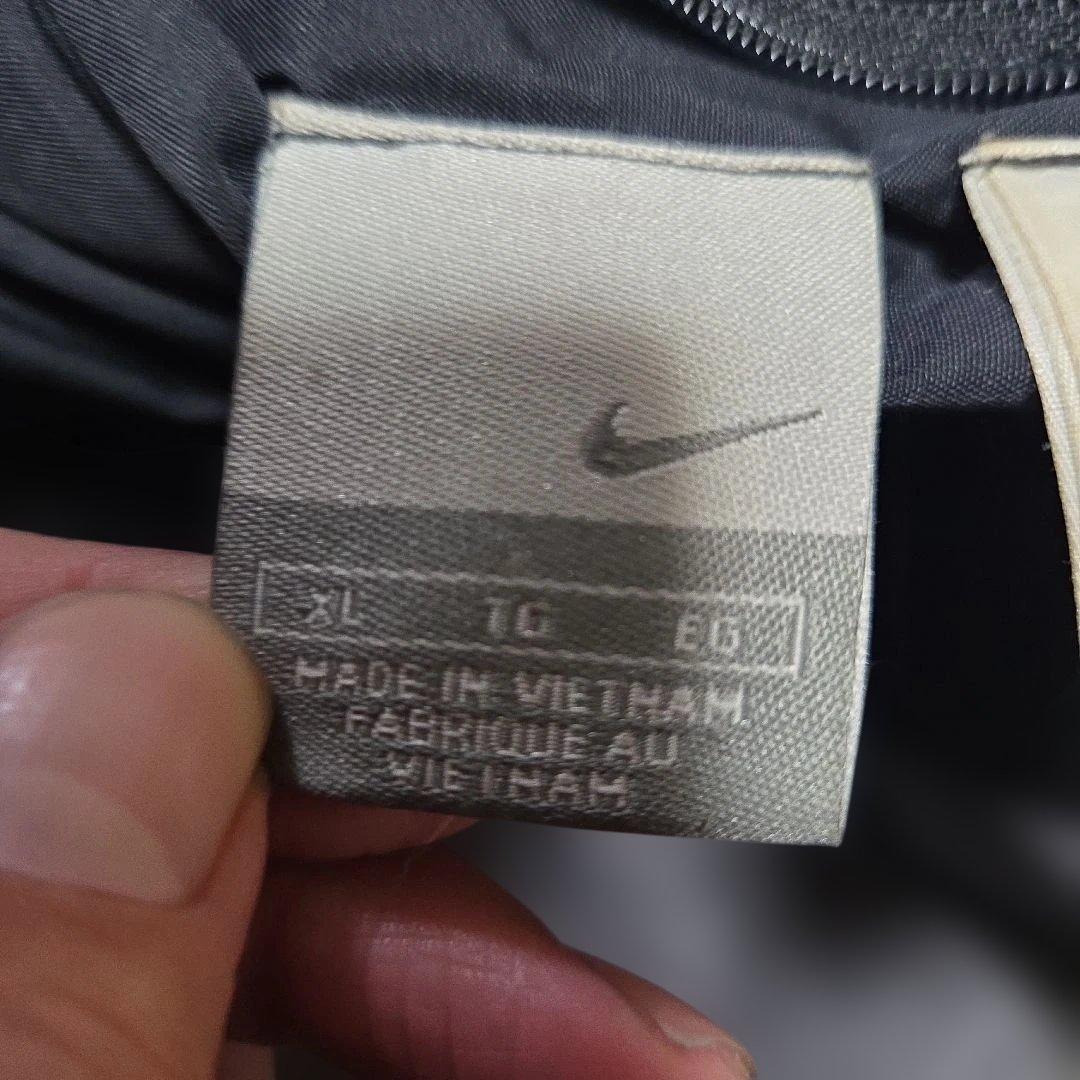 XL TG EG
MADE IN VIETNAM
FABRIQUE AU
VIETNAM